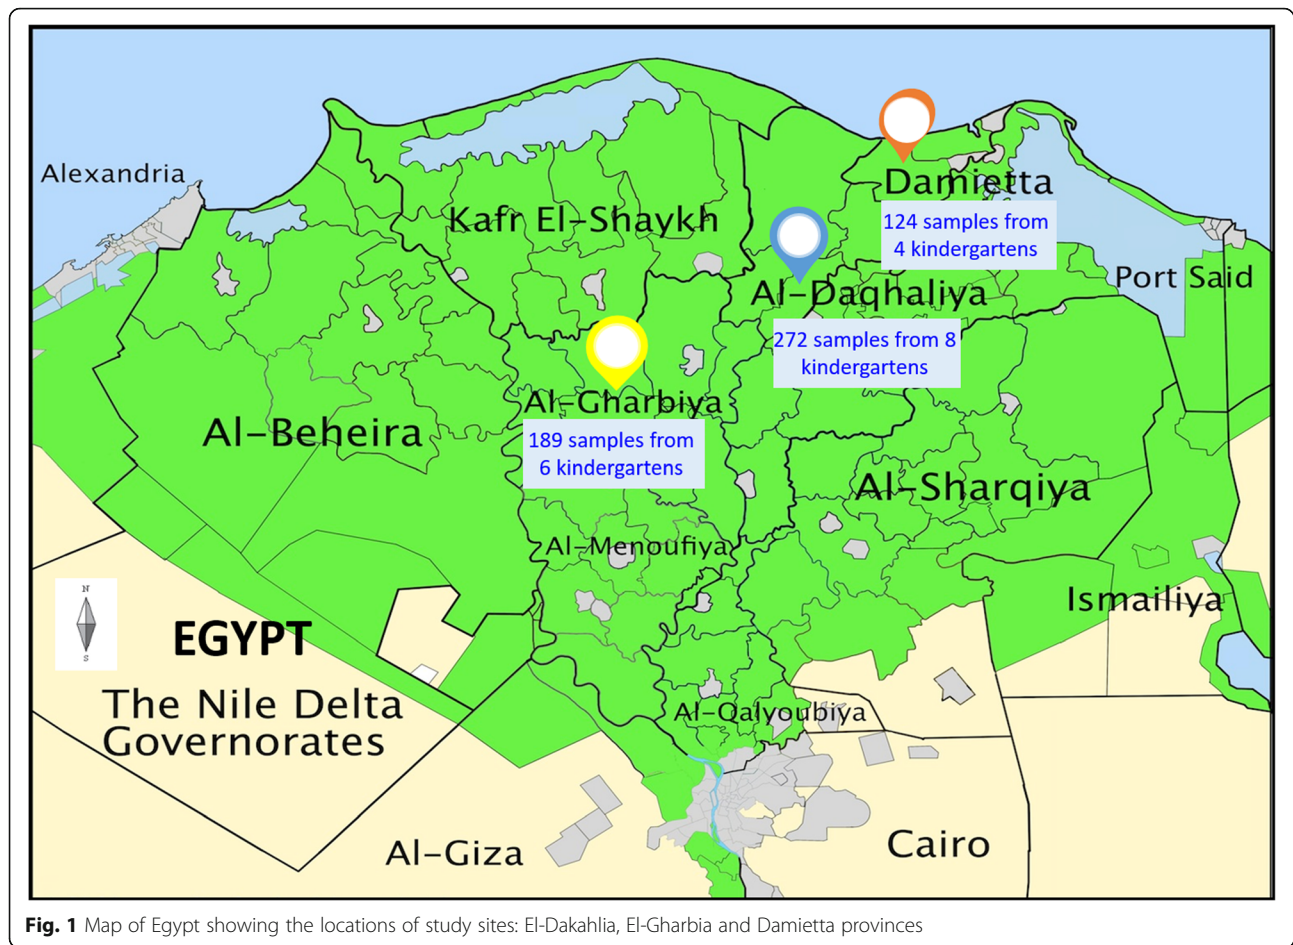 Alexandria
Damietta
124 samples from
4 kindergartens
Kafr El-Shaykh
Port Said
Al-Daqhaliya
272 samples from 8
kindergartens
Al-Gharbiya
189 samples from
6 kindergartens
Al-Beheira
Al-Sharqiya
Al-Menoufiya
N
S
Ismailiya
EGYPT
The Nile Delta
Governorates
Al-Qalyoubiya
Al-Giza
Cairo
Fig. 1 Map of Egypt showing the locations of study sites: El-Dakahlia, El-Gharbia and Damietta provinces